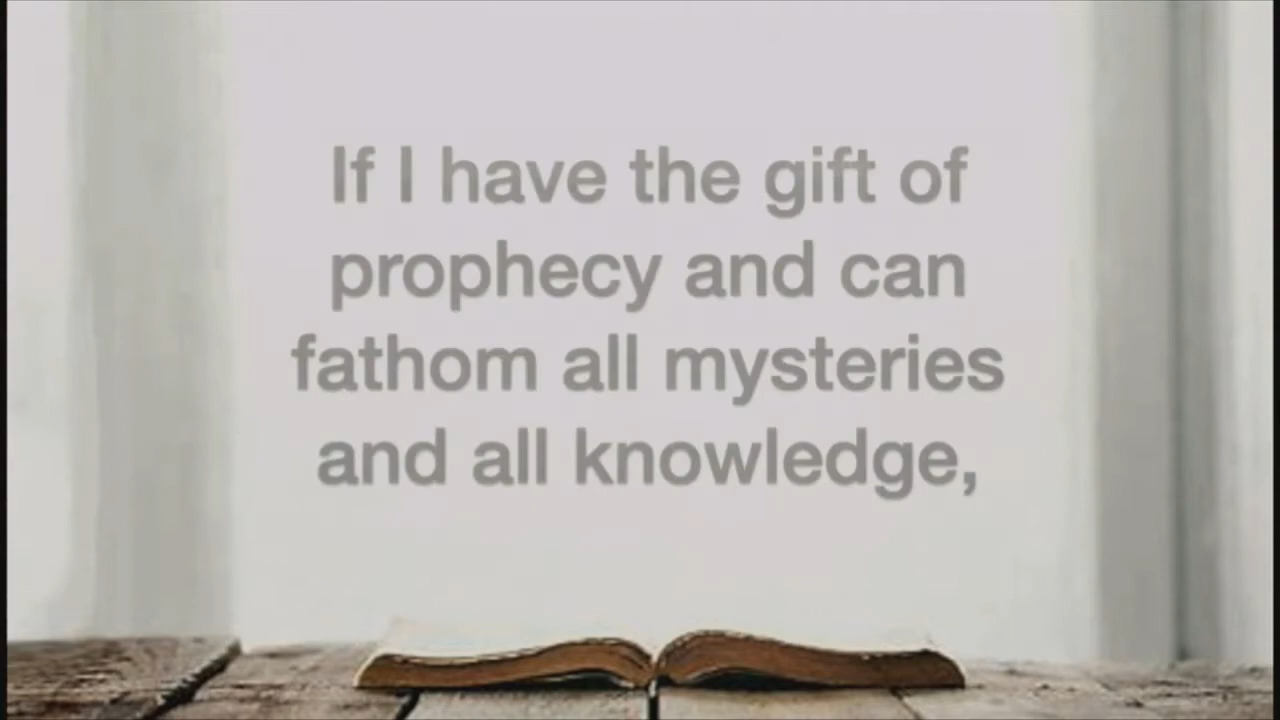 If I have the gift of
prophecy and can
fathom all mysteries
and all knowledge,